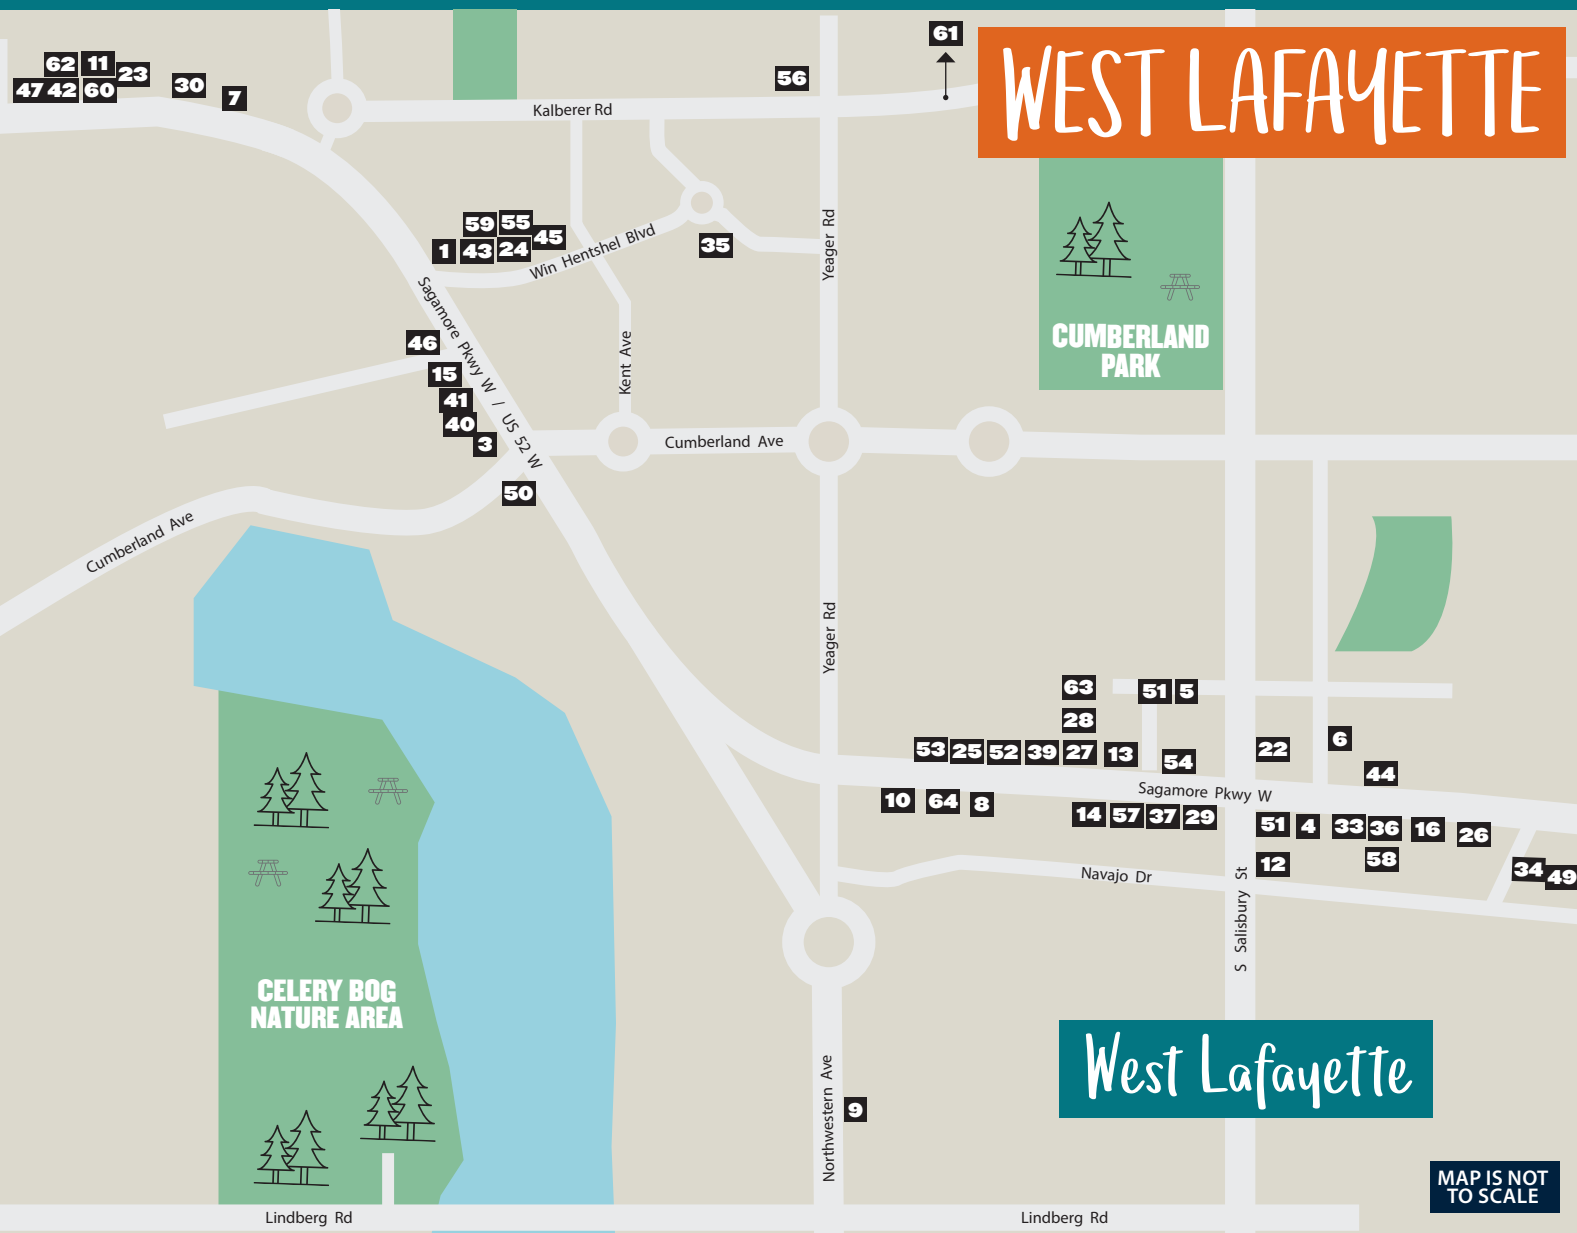 WEST LAFAYETTE
61
62 11 23
47 42 60
30
7
56
Kalberer Rd
59 55 45
1 43 24
35
Win Hentshel Blvd
Yeager Rd
Sagamore Pkwy W / US 52 W
46
15
41
40
3
50
Kent Ave
CUMBERLAND
PARK
Cumberland Ave
Cumberland Ave
Yeager Rd
63
51 5
28
53 25 52 39 27 13 54
22
6
44
Sagamore Pkwy W
10 64 8
14 57 37 29
51 4 33 36 16 26
12
58
34 49
Navajo Dr
S Salisbury St
CELERY BOG
NATURE AREA
West Lafayette
Northwestern Ave
9
MAP IS NOT
TO SCALE
Lindberg Rd
Lindberg Rd